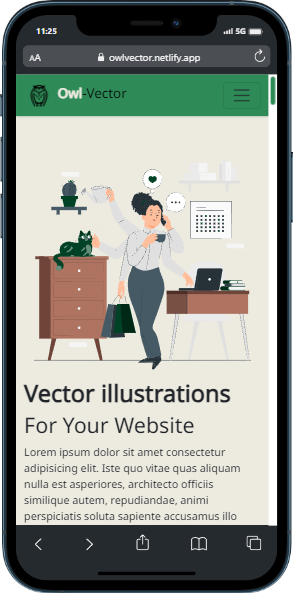 11:25
5G
AA
owlvector.netlify.app
Owl-Vector
Vector illustrations
For Your Website
Lorem ipsum dolor sit amet consectetur
adipisicing elit. Iste quo vitae quas aliquam
nulla est asperiores, architecto officiis
similique autem, repudiandae, animi
perspiciatis soluta sapiente accusamus illo